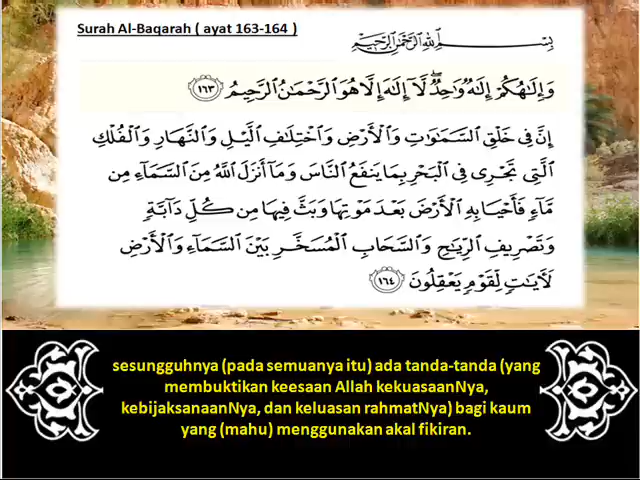 Surah Al-Baqarah ( ayat 163-164 )
بِسْمِ اللَّهِ الرَّحْمَٰنِ الرَّحِيمِ
وَإِلَٰهُكُمْ إِلَٰهٌ وَاحِدٌ ۖ لَّا إِلَٰهَ إِلَّا هُوَ الرَّحْمَٰنُ الرَّحِيمُ ١٦٣
إِنَّ فِي خَلْقِ السَّمَاوَاتِ وَالْأَرْضِ وَاخْتِلَافِ الَّيْلِ وَالنَّهَارِ وَالْفُلْكِ
الَّتِي تَجْرِي فِي الْبَحْرِ بِمَا يَنفَعُ النَّاسَ وَمَا أَنزَلَ اللَّهُ مِنَ السَّمَاءِ مِن
مَّاءٍ فَأَحْيَا بِهِ الْأَرْضَ بَعْدَ مَوْتِهَا وَبَثَّ فِيهَا مِن كُلِّ دَابَّةٍ
وَتَصْرِيفِ الرِّيَاحِ وَالسَّحَابِ الْمُسَخَّرِ بَيْنَ السَّمَاءِ وَالْأَرْضِ
لَآيَاتٍ لِّقَوْمٍ يَعْقِلُونَ ١٦٤
sesungguhnya (pada semuanya itu) ada tanda-tanda (yang
membuktikan keesaan Allah kekuasaanNya,
kebijaksanaanNya, dan keluasan rahmatNya) bagi kaum
yang (mahu) menggunakan akal fikiran.